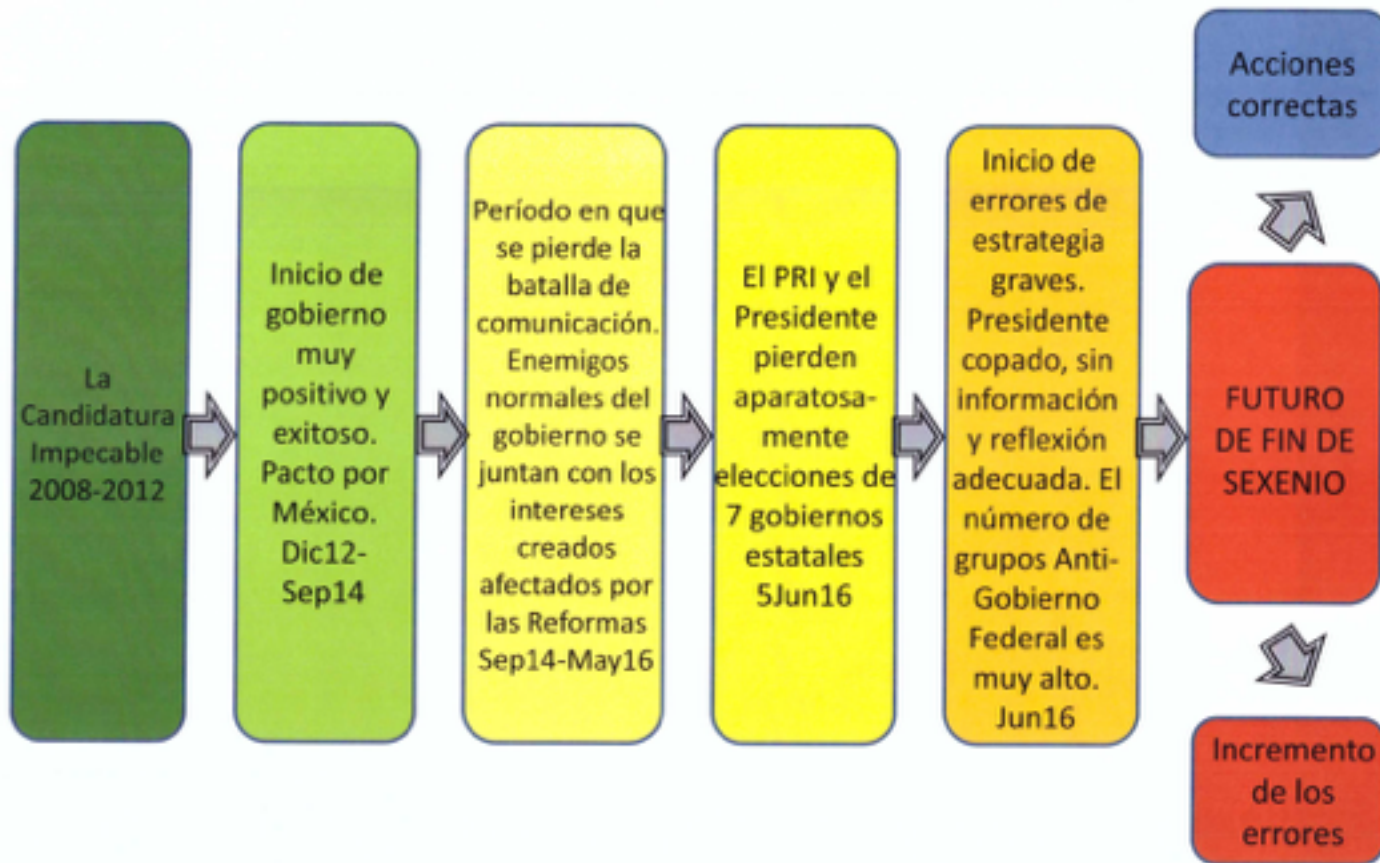 La
Candidatura
Impecable
2008-2012
Inicio de
gobierno
muy
positivo y
exitoso.
Pacto por
México.
Dic12-
Sep14
Período en que
se pierde la
batalla de
comunicación.
Enemigos
normales del
gobierno se
juntan con los
intereses
creados
afectados por
las Reformas
Sep14-May16
El PRI y el
Presidente
pierden
aparatosa-
mente
elecciones de
7 gobiernos
estatales
5Jun16
Inicio de
errores de
estrategia
graves.
Presidente
copado, sin
información
y reflexión
adecuada. El
número de
grupos Anti-
Gobierno
Federal es
muy alto.
Jun16
Acciones
correctas
FUTURO
DE FIN DE
SEXENIO
Incremento
de los
errores